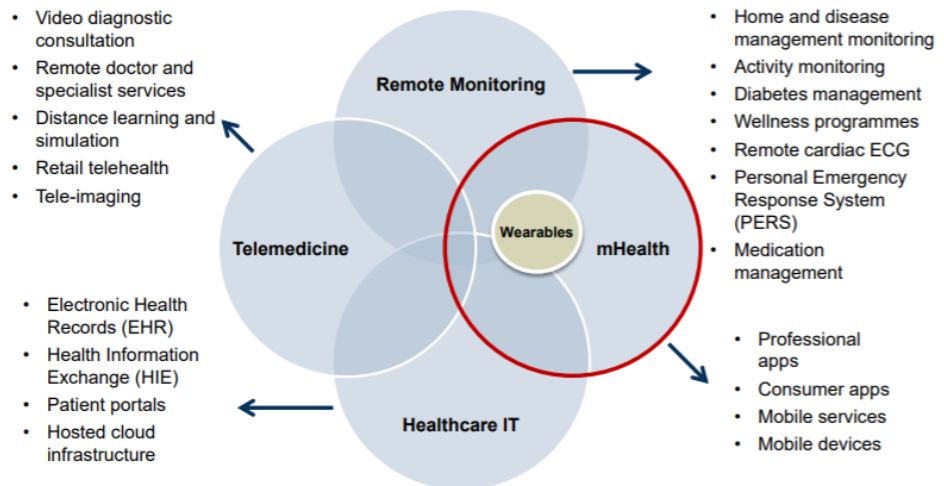 • Video diagnostic
consultation
• Remote doctor and
specialist services
• Distance learning and
simulation
• Retail telehealth
• Tele-imaging
Remote Monitoring
• Home and disease
management monitoring
• Activity monitoring
• Diabetes management
• Wellness programmes
• Remote cardiac ECG
• Personal Emergency
Response System
(PERS)
• Medication
management
Telemedicine
Wearables
mHealth
• Electronic Health
Records (EHR)
• Health Information
Exchange (HIE)
• Patient portals
• Hosted cloud
infrastructure
Healthcare IT
• Professional
apps
• Consumer apps
• Mobile services
• Mobile devices